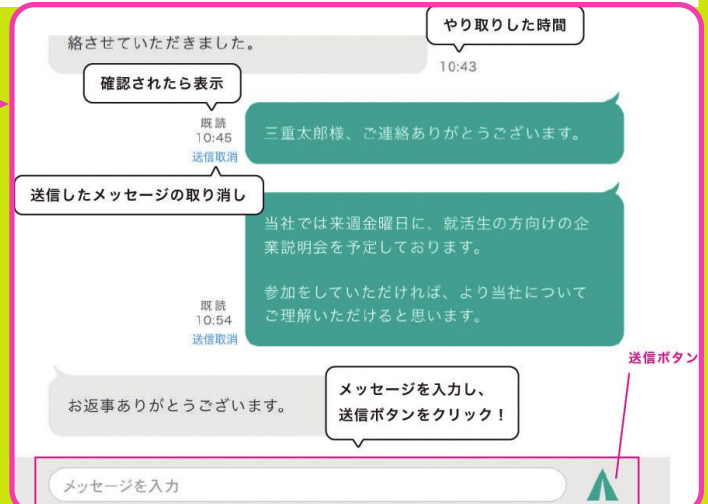 やり取りした時間
絡させていただきました。
10:43
確認されたら表示
既読
10:45
送信取消
三重太郎様、ご連絡ありがとうございます。
送信したメッセージの取り消し
当社では来週金曜日に、就活生の方向けの企
業説明会を予定しております。
参加をしていただければ、より当社について
ご理解いただけると思います。
既読
10:54
送信取消
送信ボタン
お返事ありがとうございます。
メッセージを入力し、
送信ボタンをクリック！
メッセージを入力